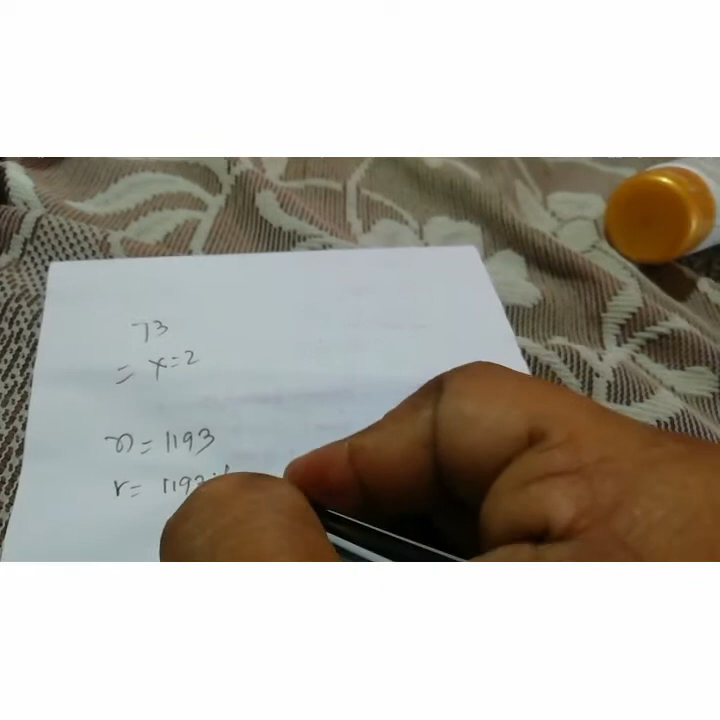 73
= x=2
n= 1193
r= 1193